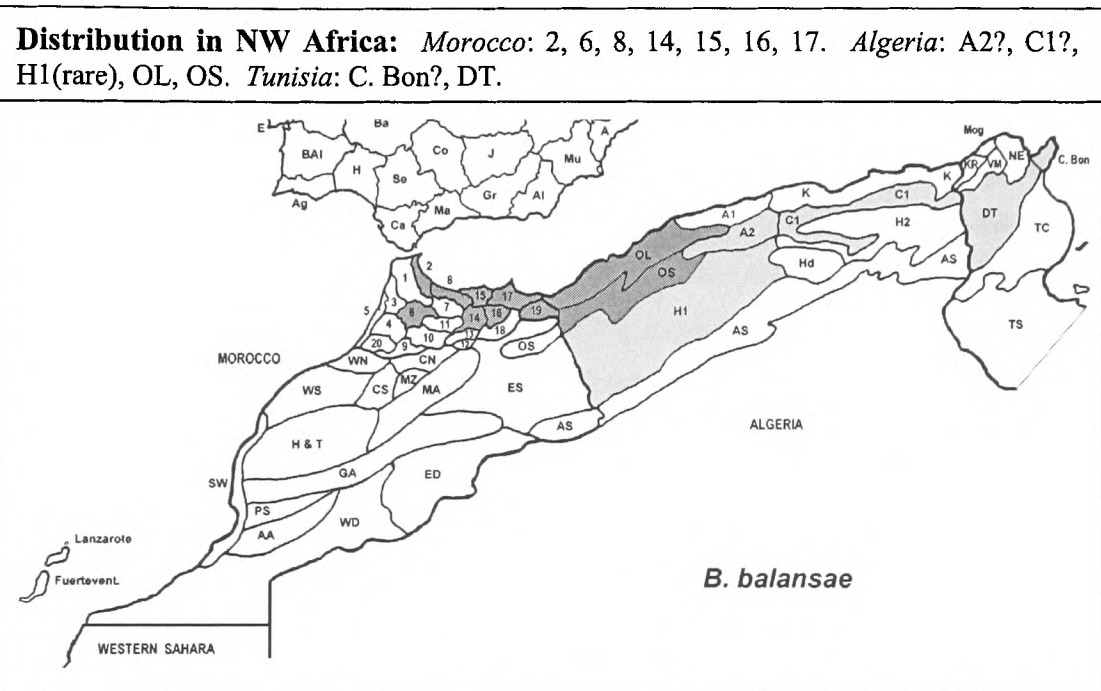 Distribution in NW Africa: Morocco: 2, 6, 8, 14, 15, 16, 17. Algeria: A2?, C1?,
H1(rare), OL, OS. Tunisia: C. Bon?, DT.
E Ba A
BAl H Se Co J Mu
Ag Ca Ma Gr Al
Mog
KR VM NE C. Bon
K K
A1 C1
2 1 8 OL A2 C1 H2 DT TC
OS Hd AS
5 3 6 7 15 17 14 16 19
4 11 H1 TS
20 9 10 13 12 18 OS AS
MOROCCO WN CN
WS CS MZ MA ES
AS ALGERIA
H & T
SW GA ED
PS
AA WD
Lanzarote
Fuertevent.
B. balansae
WESTERN SAHARA